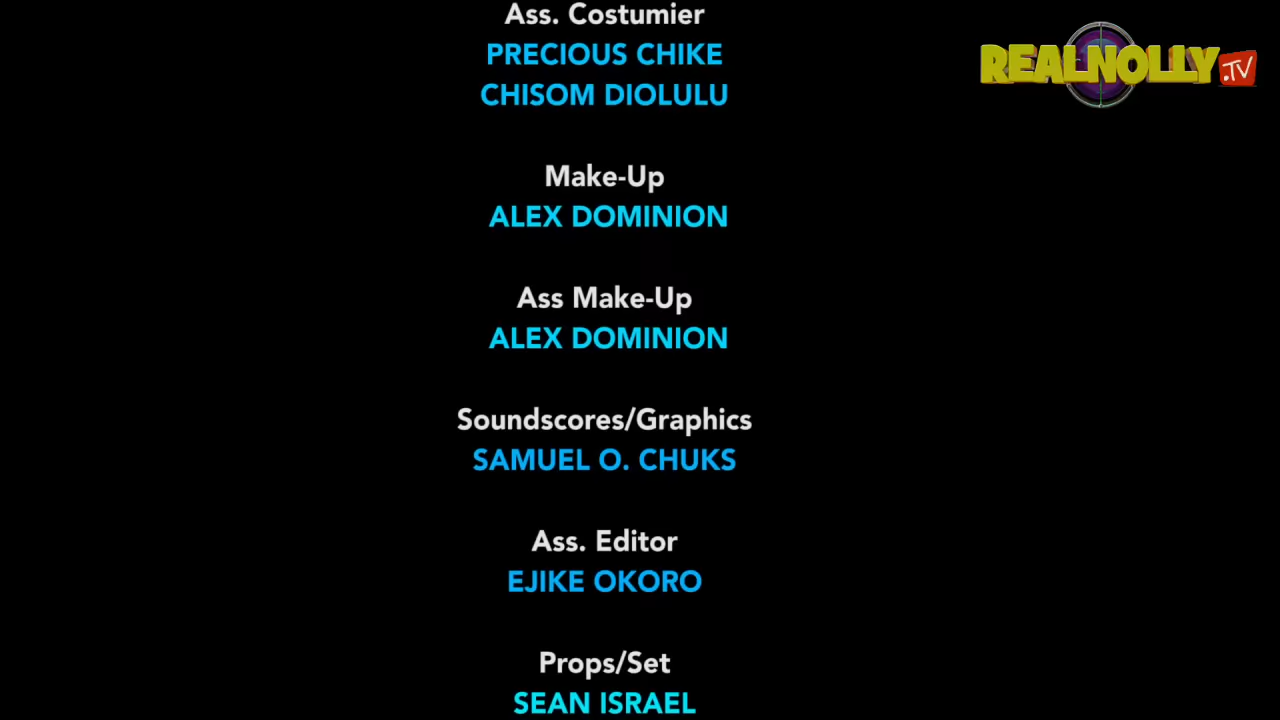 Ass. Costumier
PRECIOUS CHIKE
CHISOM DIOLULU
REALNOLLY
.TV
Make-Up
ALEX DOMINION
Ass Make-Up
ALEX DOMINION
Soundscores/Graphics
SAMUEL O. CHUKS
Ass. Editor
EJIKE OKORO
Props/Set
SEAN ISRAEL